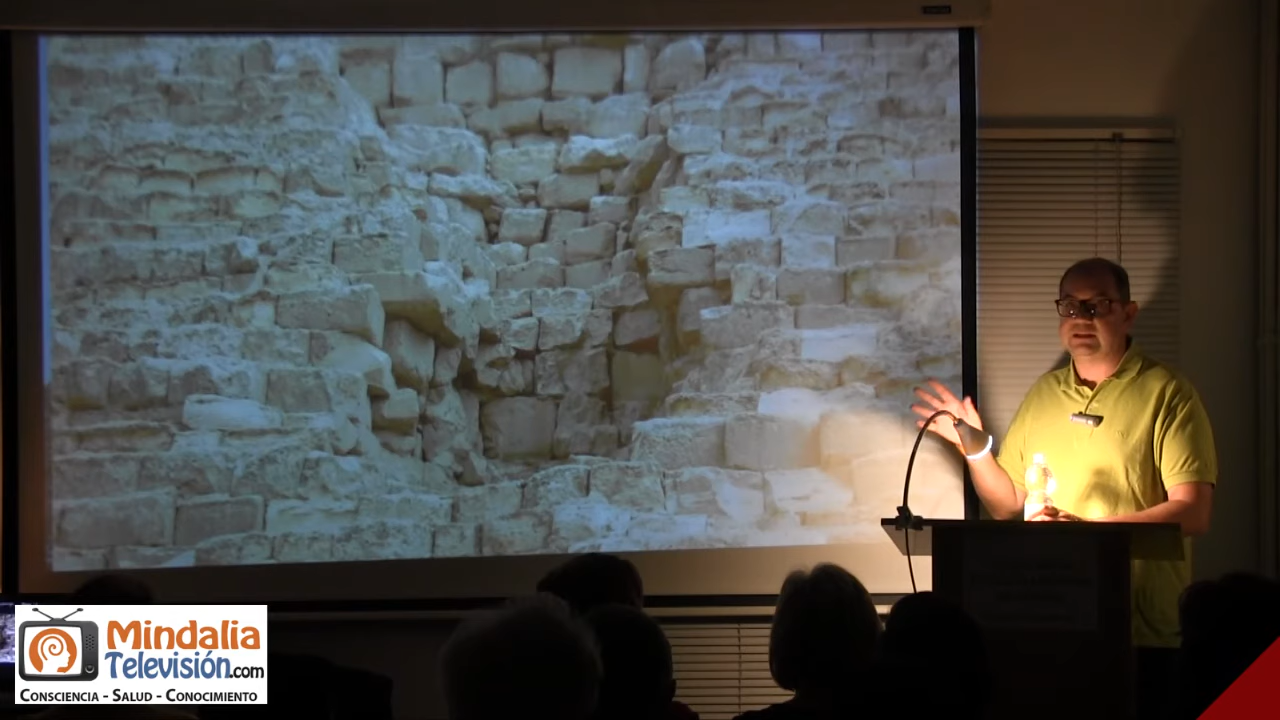 Mindalia
Televisión.com
Consciencia - Salud - Conocimiento